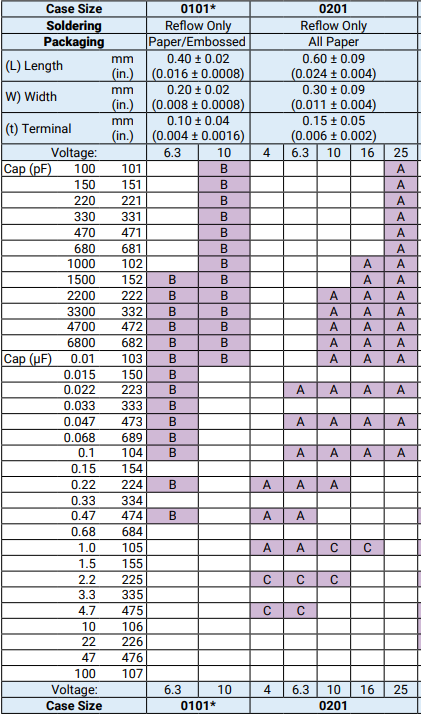 Case Size 0101* 0201
Soldering Reflow Only Reflow Only
Packaging Paper/Embossed All Paper
(L) Length mm (in.) 0.40 ± 0.02 (0.016 ± 0.0008) 0.60 ± 0.09 (0.024 ± 0.004)
W) Width mm (in.) 0.20 ± 0.02 (0.008 ± 0.0008) 0.30 ± 0.09 (0.011 ± 0.004)
(t) Terminal mm (in.) 0.10 ± 0.04 (0.004 ± 0.0016) 0.15 ± 0.05 (0.006 ± 0.002)
Voltage: 6.3 10 4 6.3 10 16 25
Cap (pF) 100 101 B A
150 151 B A
220 221 B A
330 331 B A
470 471 B A
680 681 B A
1000 102 B A A
1500 152 B B A A
2200 222 B B A A A
3300 332 B B A A A
4700 472 B B A A A
6800 682 B B A A A
Cap (µF) 0.01 103 B B A A A
0.015 150 B
0.022 223 B A A A A
0.033 333 B
0.047 473 B A A A A
0.068 689 B
0.1 104 B A A A A
0.15 154
0.22 224 B A A A
0.33 334
0.47 474 B A A
0.68 684
1.0 105 A A C C
1.5 155
2.2 225 C C C
3.3 335
4.7 475 C C
10 106
22 226
47 476
100 107
Voltage: 6.3 10 4 6.3 10 16 25
Case Size 0101* 0201